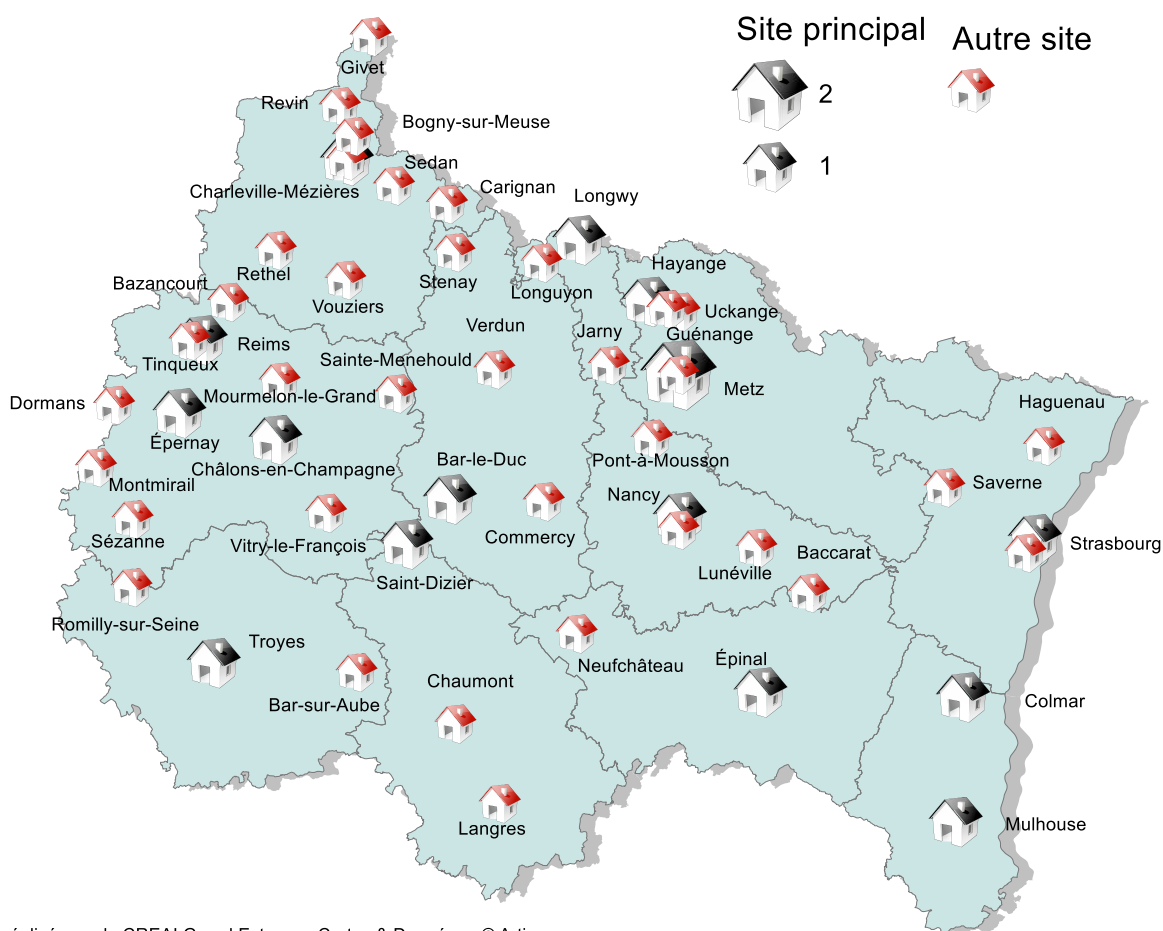 Site principal
Autre site
2
1
Givet
Revin
Bogny-sur-Meuse
Sedan
Charleville-Mézières
Carignan
Longwy
Rethel
Hayange
Bazancourt
Stenay
Longuyon
Vouziers
Uckange
Verdun
Jarny
Guénange
Reims
Tinqueux
Sainte-Menehould
Metz
Mourmelon-le-Grand
Dormans
Haguenau
Épernay
Châlons-en-Champagne
Bar-le-Duc
Pont-à-Mousson
Montmirail
Saverne
Nancy
Sézanne
Vitry-le-François
Commercy
Strasbourg
Baccarat
Lunéville
Saint-Dizier
Romilly-sur-Seine
Troyes
Neufchâteau
Épinal
Chaumont
Bar-sur-Aube
Colmar
Mulhouse
Langres